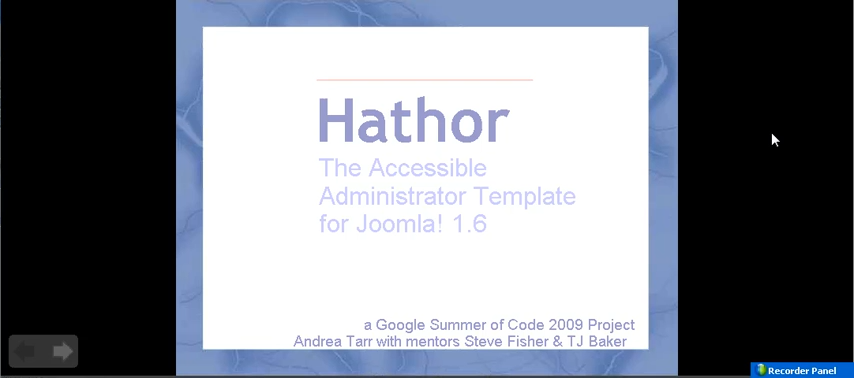 Hathor
The Accessible
Administrator Template
for Joomla! 1.6
a Google Summer of Code 2009 Project
Andrea Tarr with mentors Steve Fisher & TJ Baker
Recorder Panel